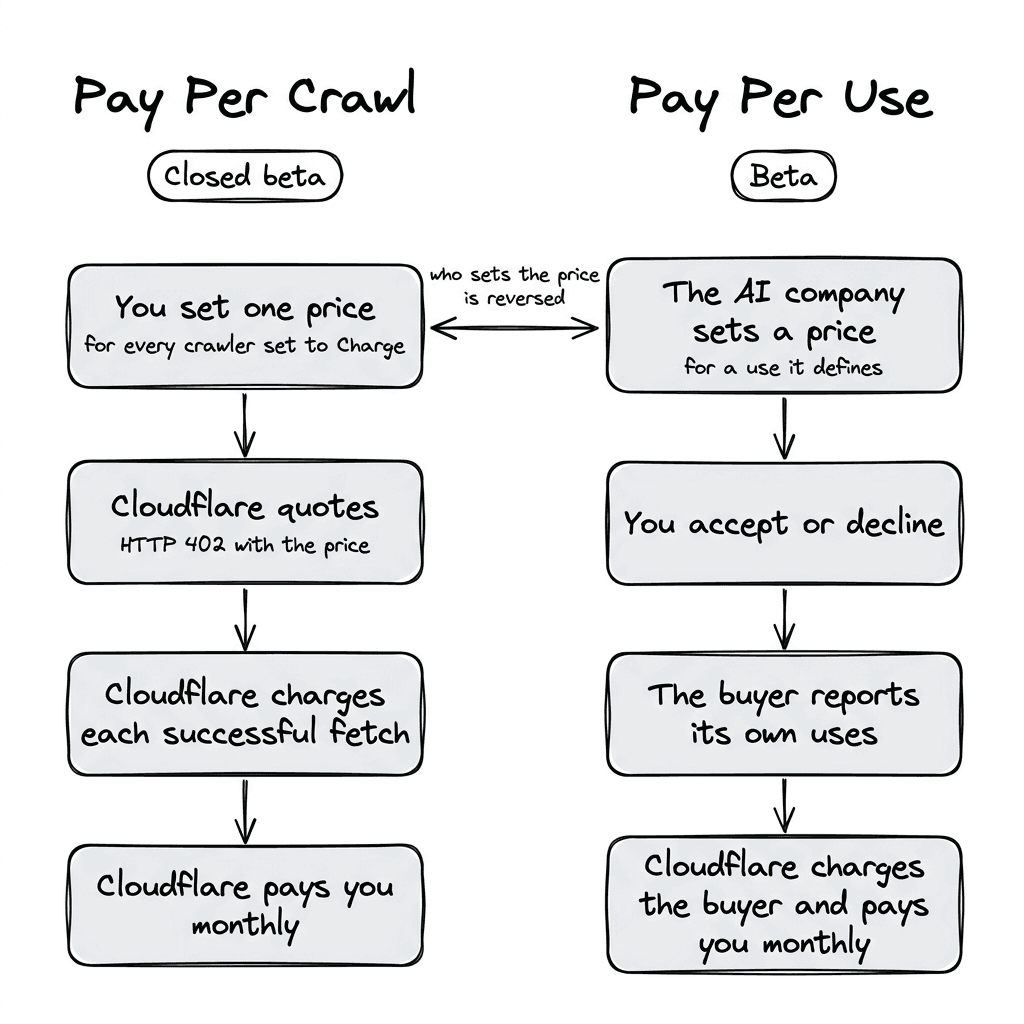 Pay Per Crawl
Closed beta
You set one price
for every crawler set to Charge
Cloudflare quotes
HTTP 402 with the price
Cloudflare charges
each successful fetch
Cloudflare pays you
monthly
who sets the price
is reversed
Pay Per Use
Beta
The AI company
sets a price
for a use it defines
You accept or decline
The buyer reports
its own uses
Cloudflare charges
the buyer and pays
you monthly